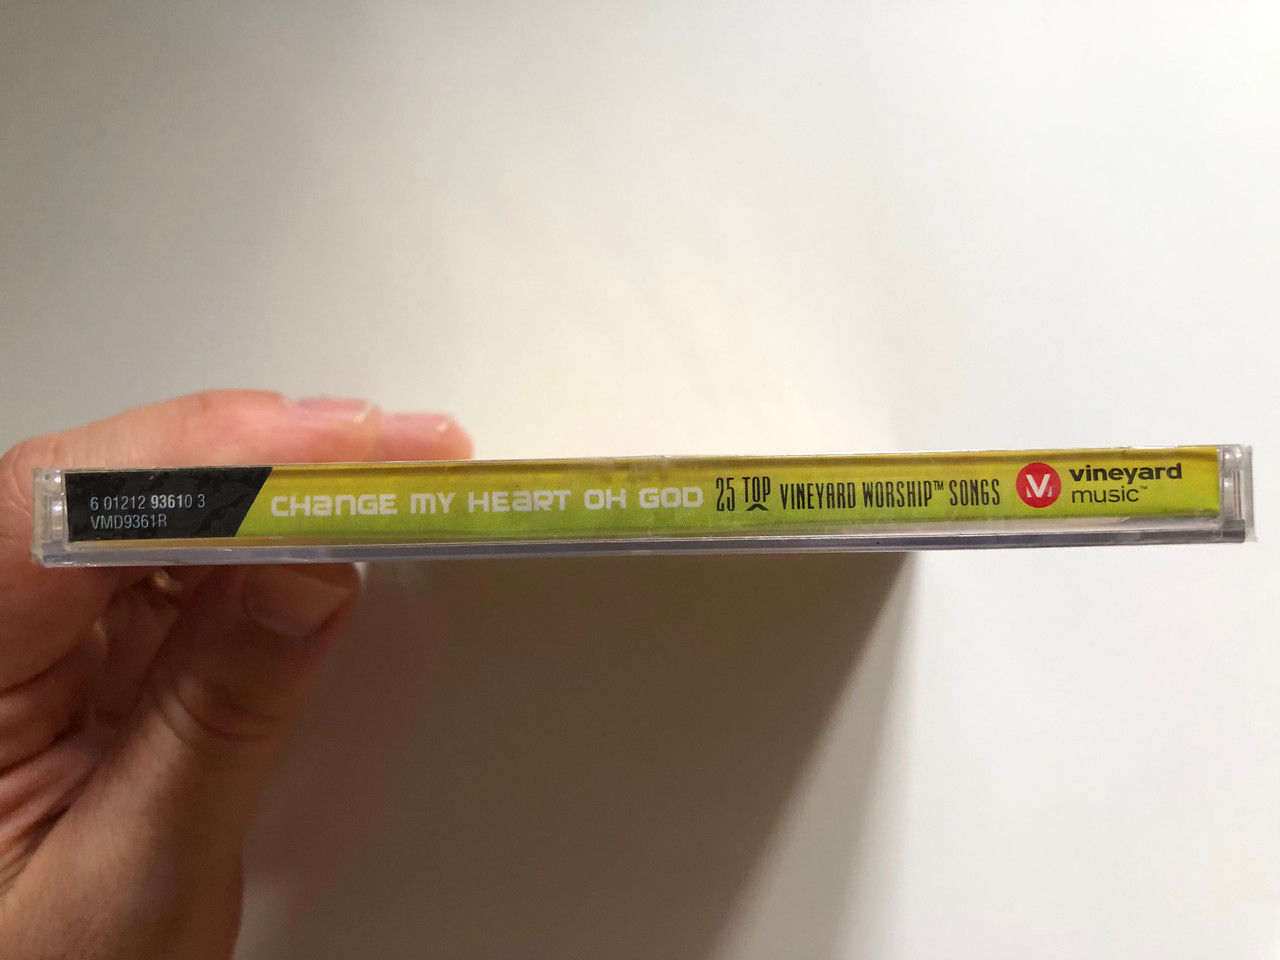 6 01212 93610 3
VMD9361R
CHANGE MY HEART OH GOD
25 TOP VINEYARD WORSHIP™ SONGS
vineyard
music™